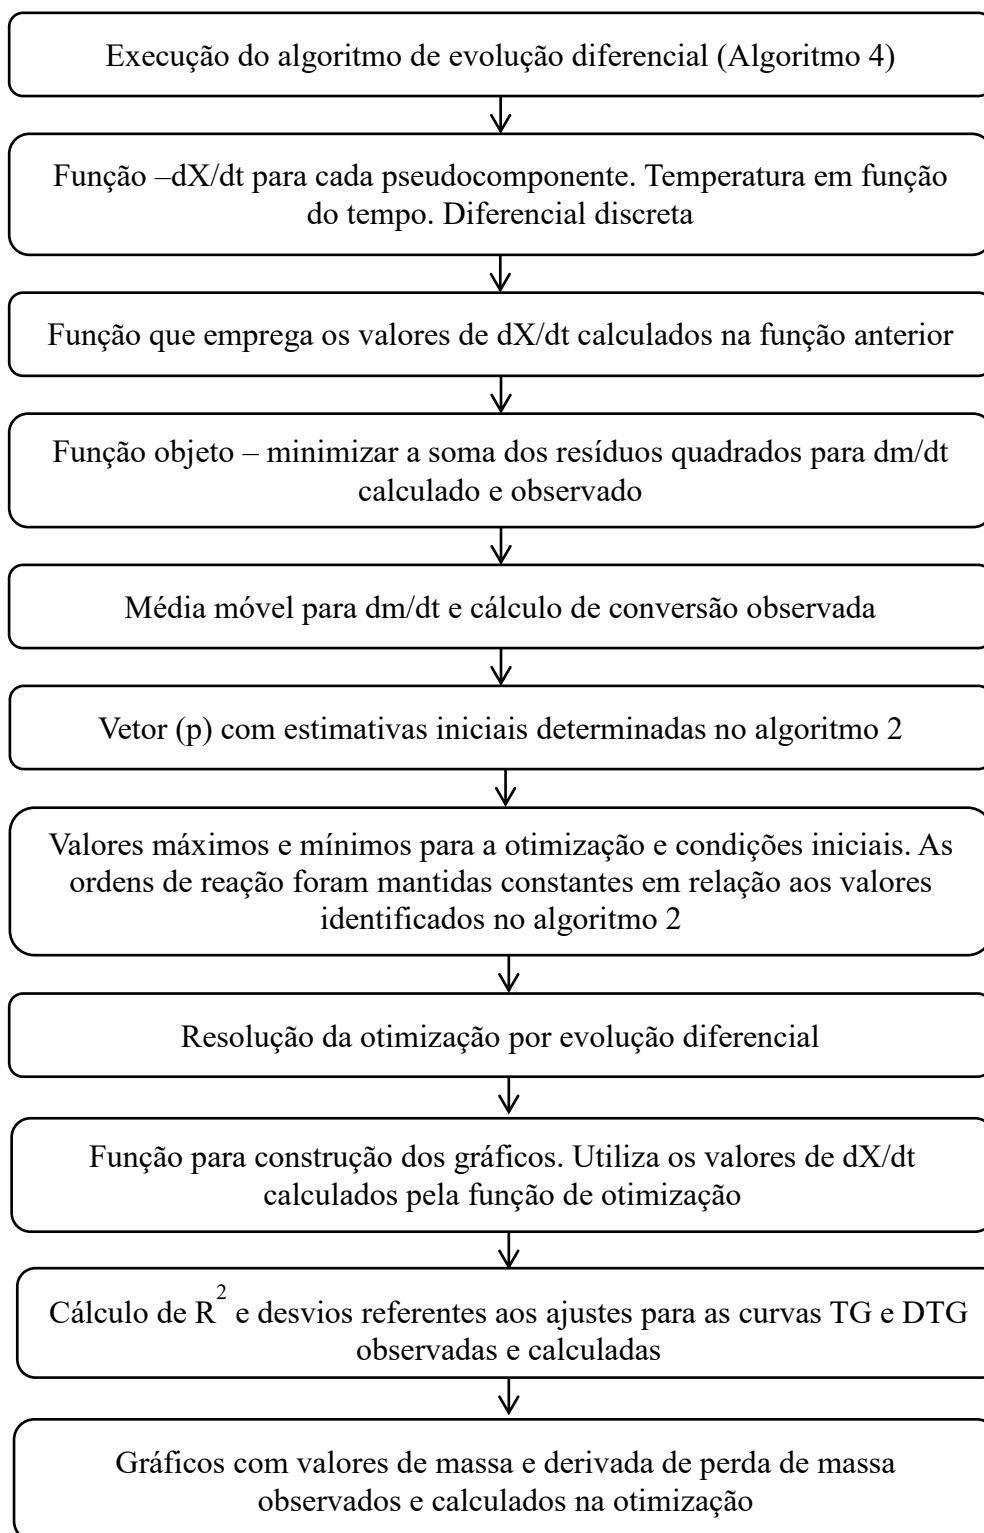 Execução do algoritmo de evolução diferencial (Algoritmo 4)
Função –dX/dt para cada pseudocomponente. Temperatura em função
do tempo. Diferencial discreta
Função que emprega os valores de dX/dt calculados na função anterior
Função objeto – minimizar a soma dos resíduos quadrados para dm/dt
calculado e observado
Média móvel para dm/dt e cálculo de conversão observada
Vetor (p) com estimativas iniciais determinadas no algoritmo 2
Valores máximos e mínimos para a otimização e condições iniciais. As
ordens de reação foram mantidas constantes em relação aos valores
identificados no algoritmo 2
Resolução da otimização por evolução diferencial
Função para construção dos gráficos. Utiliza os valores de dX/dt
calculados pela função de otimização
Cálculo de R² e desvios referentes aos ajustes para as curvas TG e DTG
observadas e calculadas
Gráficos com valores de massa e derivada de perda de massa
observados e calculados na otimização